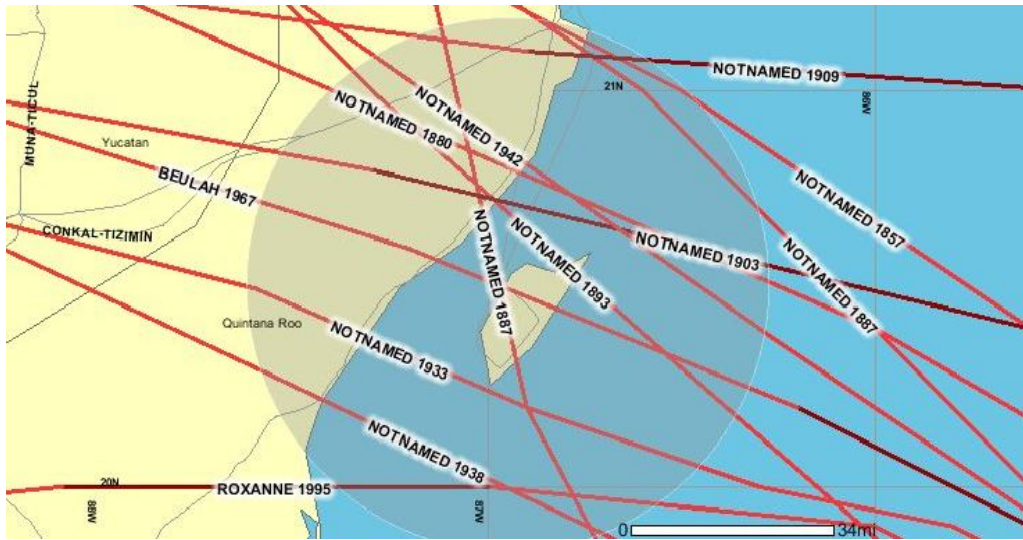 NOTNAMED 1909
21N
86W
MUNA-TICUL
NOTNAMED 1880
NOTNAMED 1942
Yucatan
BEULAH 1967
CONKAL-TIZIMIN
NOTNAMED 1857
NOTNAMED 1903
NOTNAMED 1893
NOTNAMED 1887
NOTNAMED 1887
Quintana Roo
NOTNAMED 1933
NOTNAMED 1938
20N
ROXANNE 1995
88W
87W
0
34mi